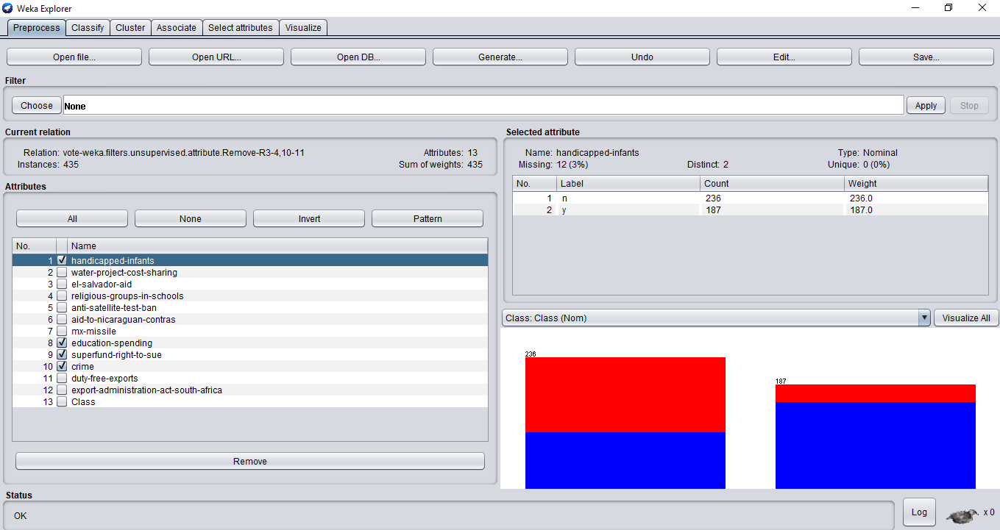 Weka Explorer
Preprocess Classify Cluster Associate Select attributes Visualize
Open file... Open URL... Open DB... Generate... Undo Edit... Save...
Filter
Choose None Apply Stop
Current relation
Relation: vote-weka.filters.unsupervised.attribute.Remove-R3-4,10-11 Attributes: 13
Instances: 435 Sum of weights: 435
Attributes
All None Invert Pattern
No. Name
1 handicapped-infants
2 water-project-cost-sharing
3 el-salvador-aid
4 religious-groups-in-schools
5 anti-satellite-test-ban
6 aid-to-nicaraguan-contras
7 mx-missile
8 education-spending
9 superfund-right-to-sue
10 crime
11 duty-free-exports
12 export-administration-act-south-africa
13 Class
Remove
Selected attribute
Name: handicapped-infants Type: Nominal
Missing: 12 (3%) Distinct: 2 Unique: 0 (0%)
No. Label Count Weight
1 n 236 236.0
2 y 187 187.0
Class: Class (Nom) Visualize All
236
187
Status
OK
Log x 0